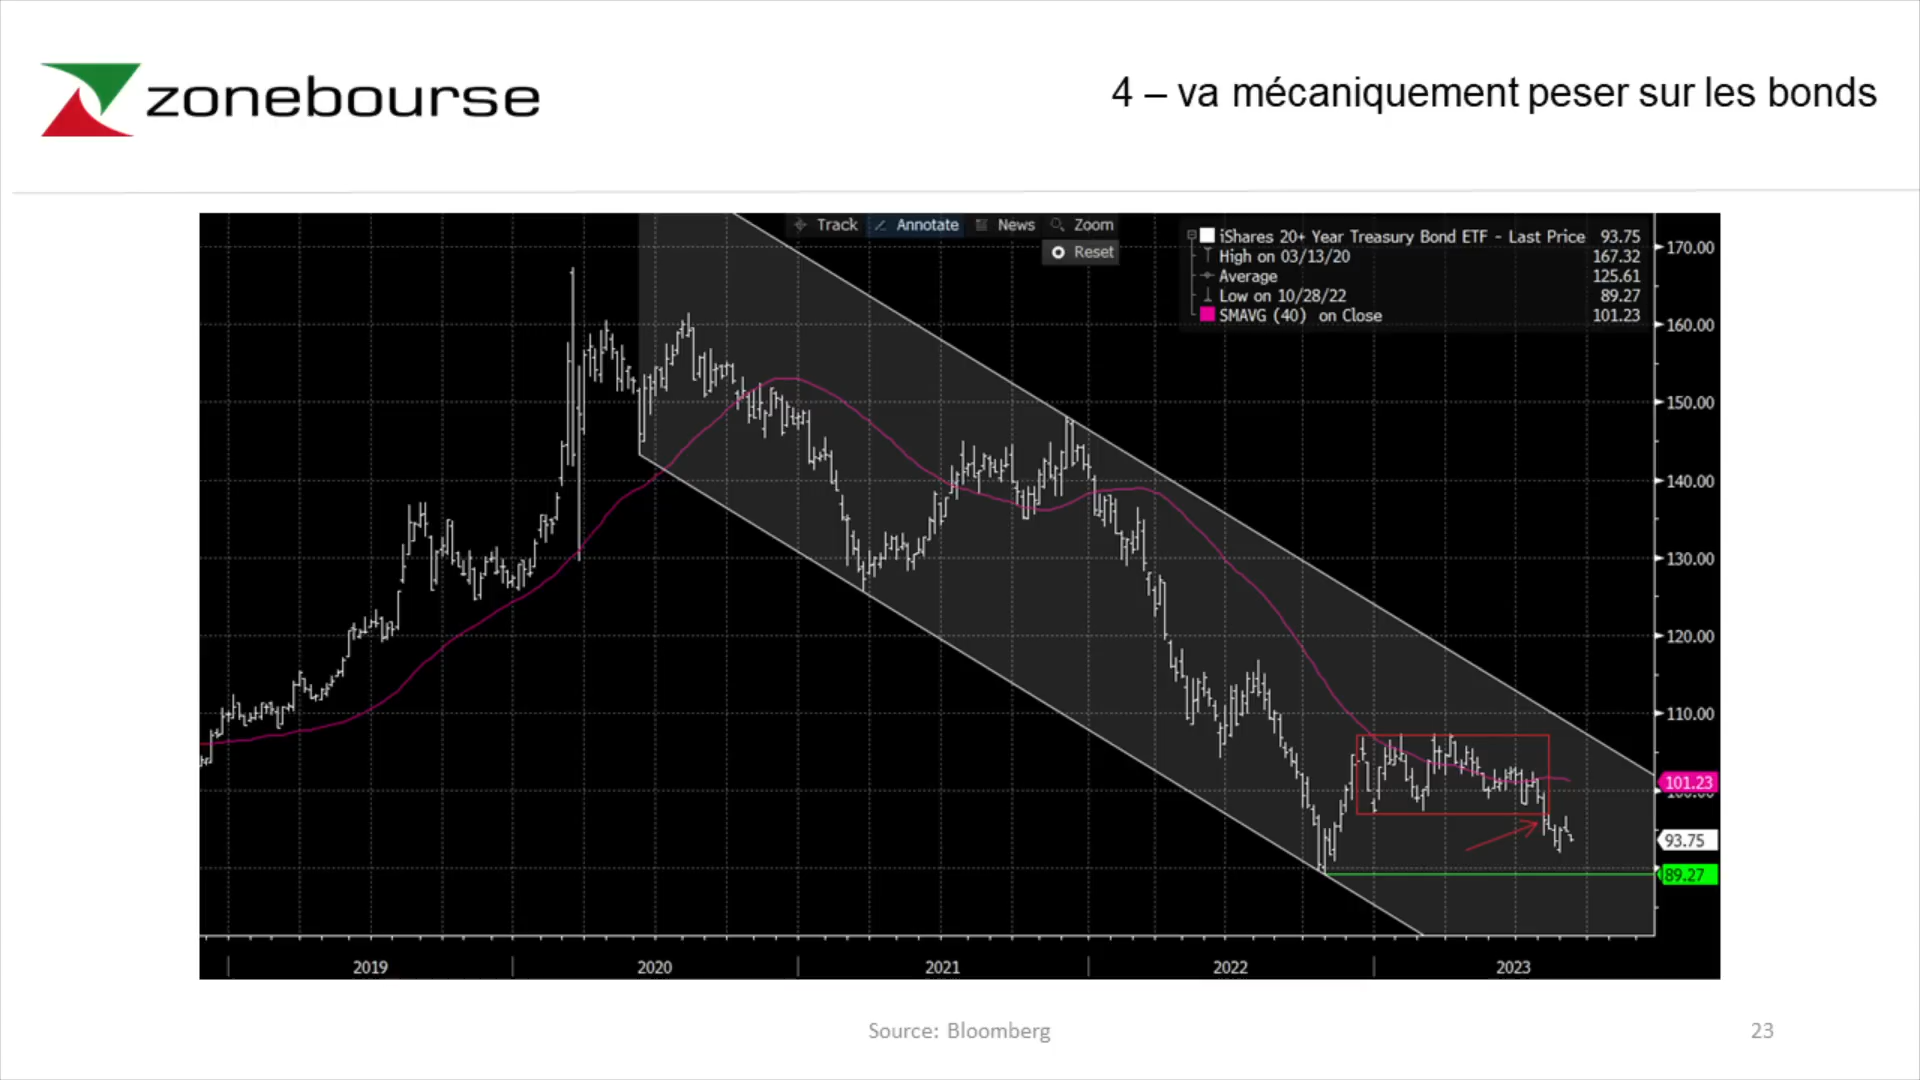 zonebourse
4 – va mécaniquement peser sur les bonds
Track Annotate News Zoom
Reset
iShares 20+ Year Treasury Bond ETF - Last Price 93.75
High on 03/13/20 167.32
Average 125.61
Low on 10/28/22 89.27
SMAVG (40) on Close 101.23
170.00
160.00
150.00
140.00
130.00
120.00
110.00
101.23
100.00
93.75
89.27
2019 2020 2021 2022 2023
Source: Bloomberg
23